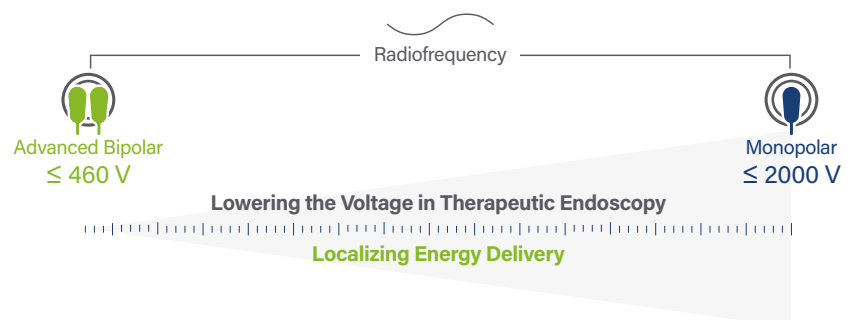 Radiofrequency
Advanced Bipolar
≤ 460 V
Monopolar
≤ 2000 V
Lowering the Voltage in Therapeutic Endoscopy
Localizing Energy Delivery